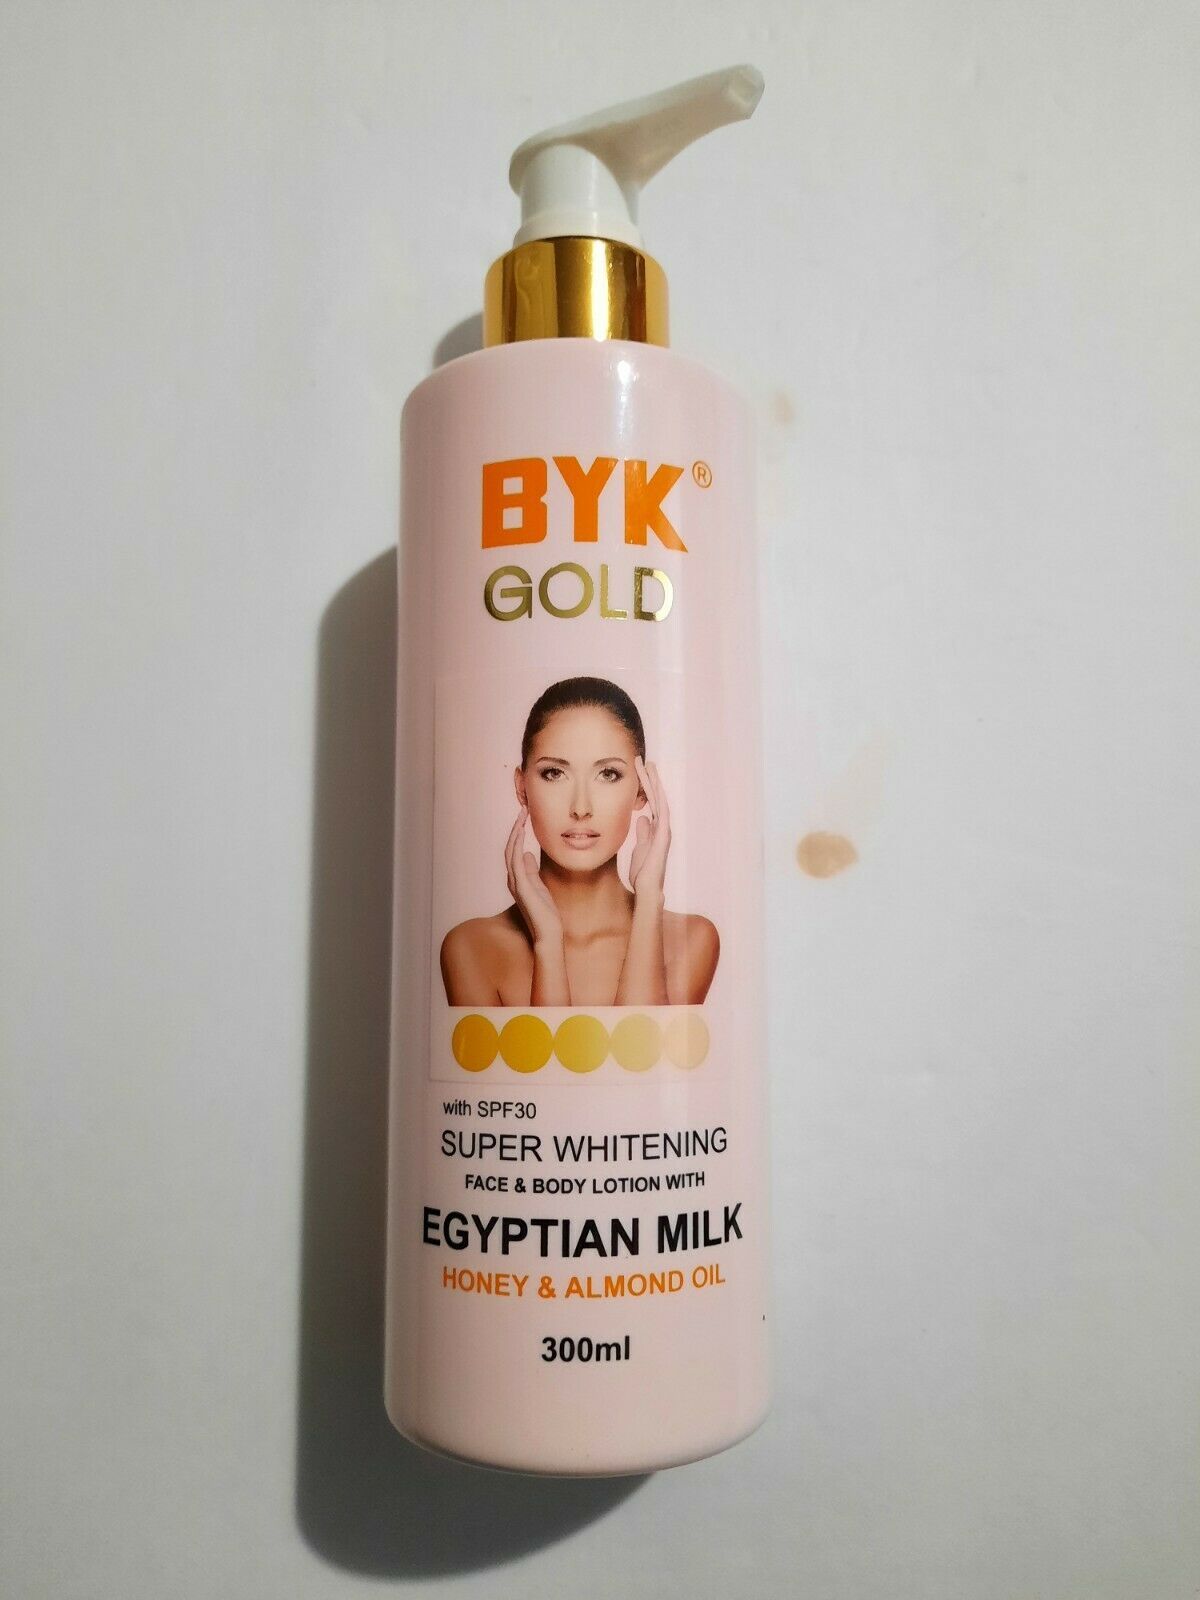 BYK®
GOLD
with SPF30
SUPER WHITENING
FACE & BODY LOTION WITH
EGYPTIAN MILK
HONEY & ALMOND OIL
300ml